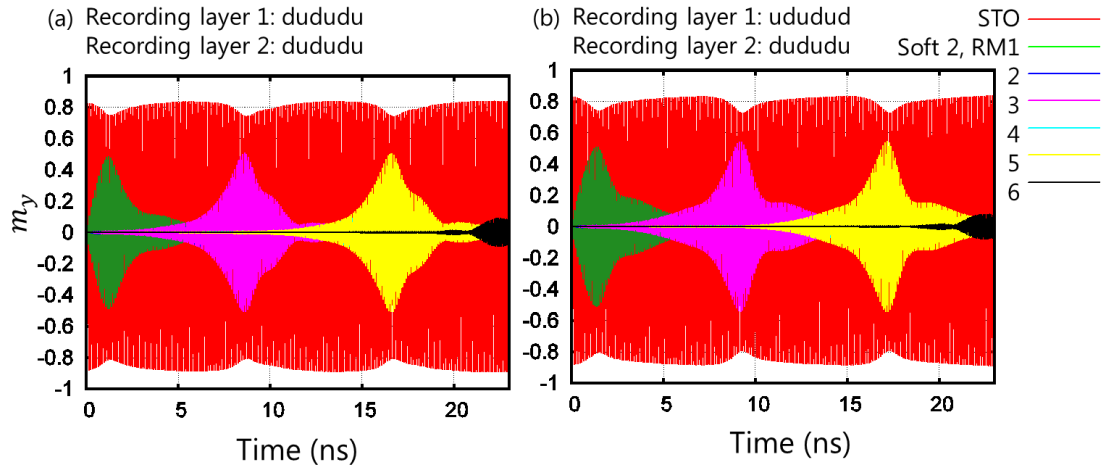 (a) Recording layer 1: dududu
Recording layer 2: dududu
1
0.8
0.6
0.4
0.2
0
-0.2
-0.4
-0.6
-0.8
-1
m_y
0 5 10 15 20
Time (ns)
(b) Recording layer 1: ududud
Recording layer 2: dududu
1
0.8
0.6
0.4
0.2
0
-0.2
-0.4
-0.6
-0.8
-1
0 5 10 15 20
Time (ns)
STO
Soft 2, RM1
2
3
4
5
6